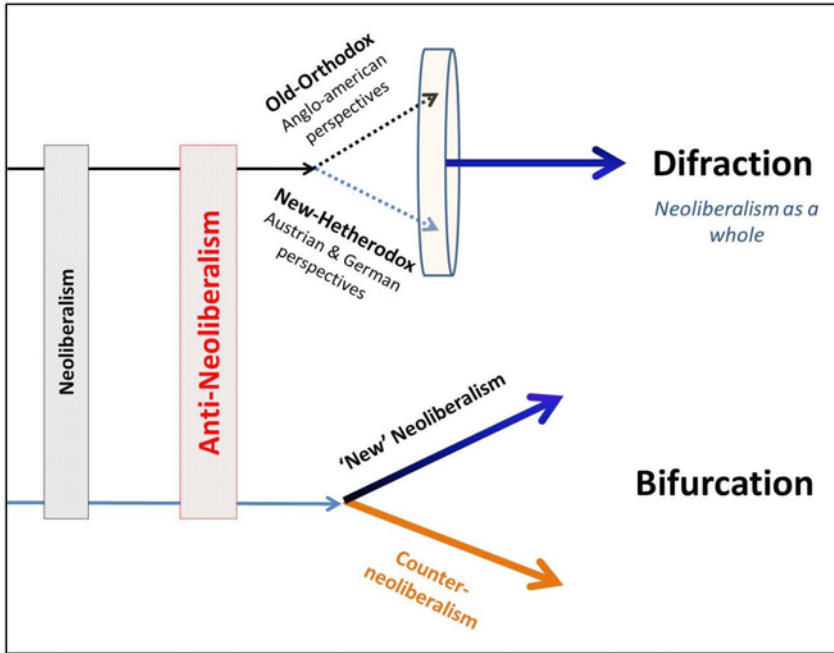 Neoliberalism
Anti-Neoliberalism
Old-Orthodox
Anglo-american
perspectives
New-Hetherodox
Austrian & German
perspectives
Difraction
Neoliberalism as a
whole
‘New’ Neoliberalism
Counter-
neoliberalism
Bifurcation